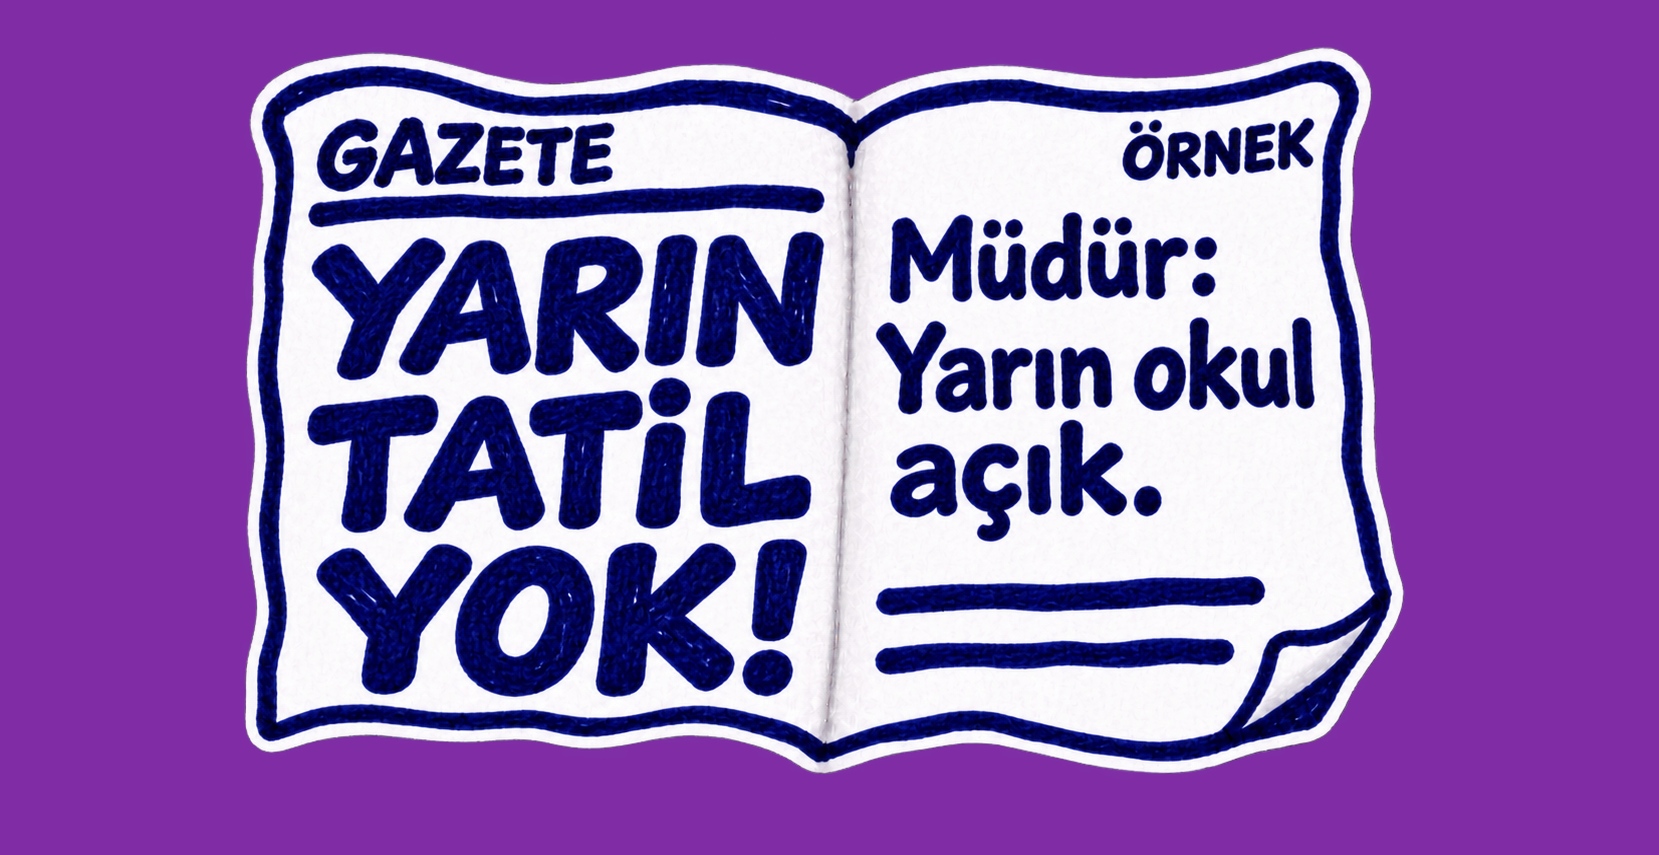 GAZETE
YARIN
TATİL
YOK!
ÖRNEK
Müdür:
Yarın okul
açık.